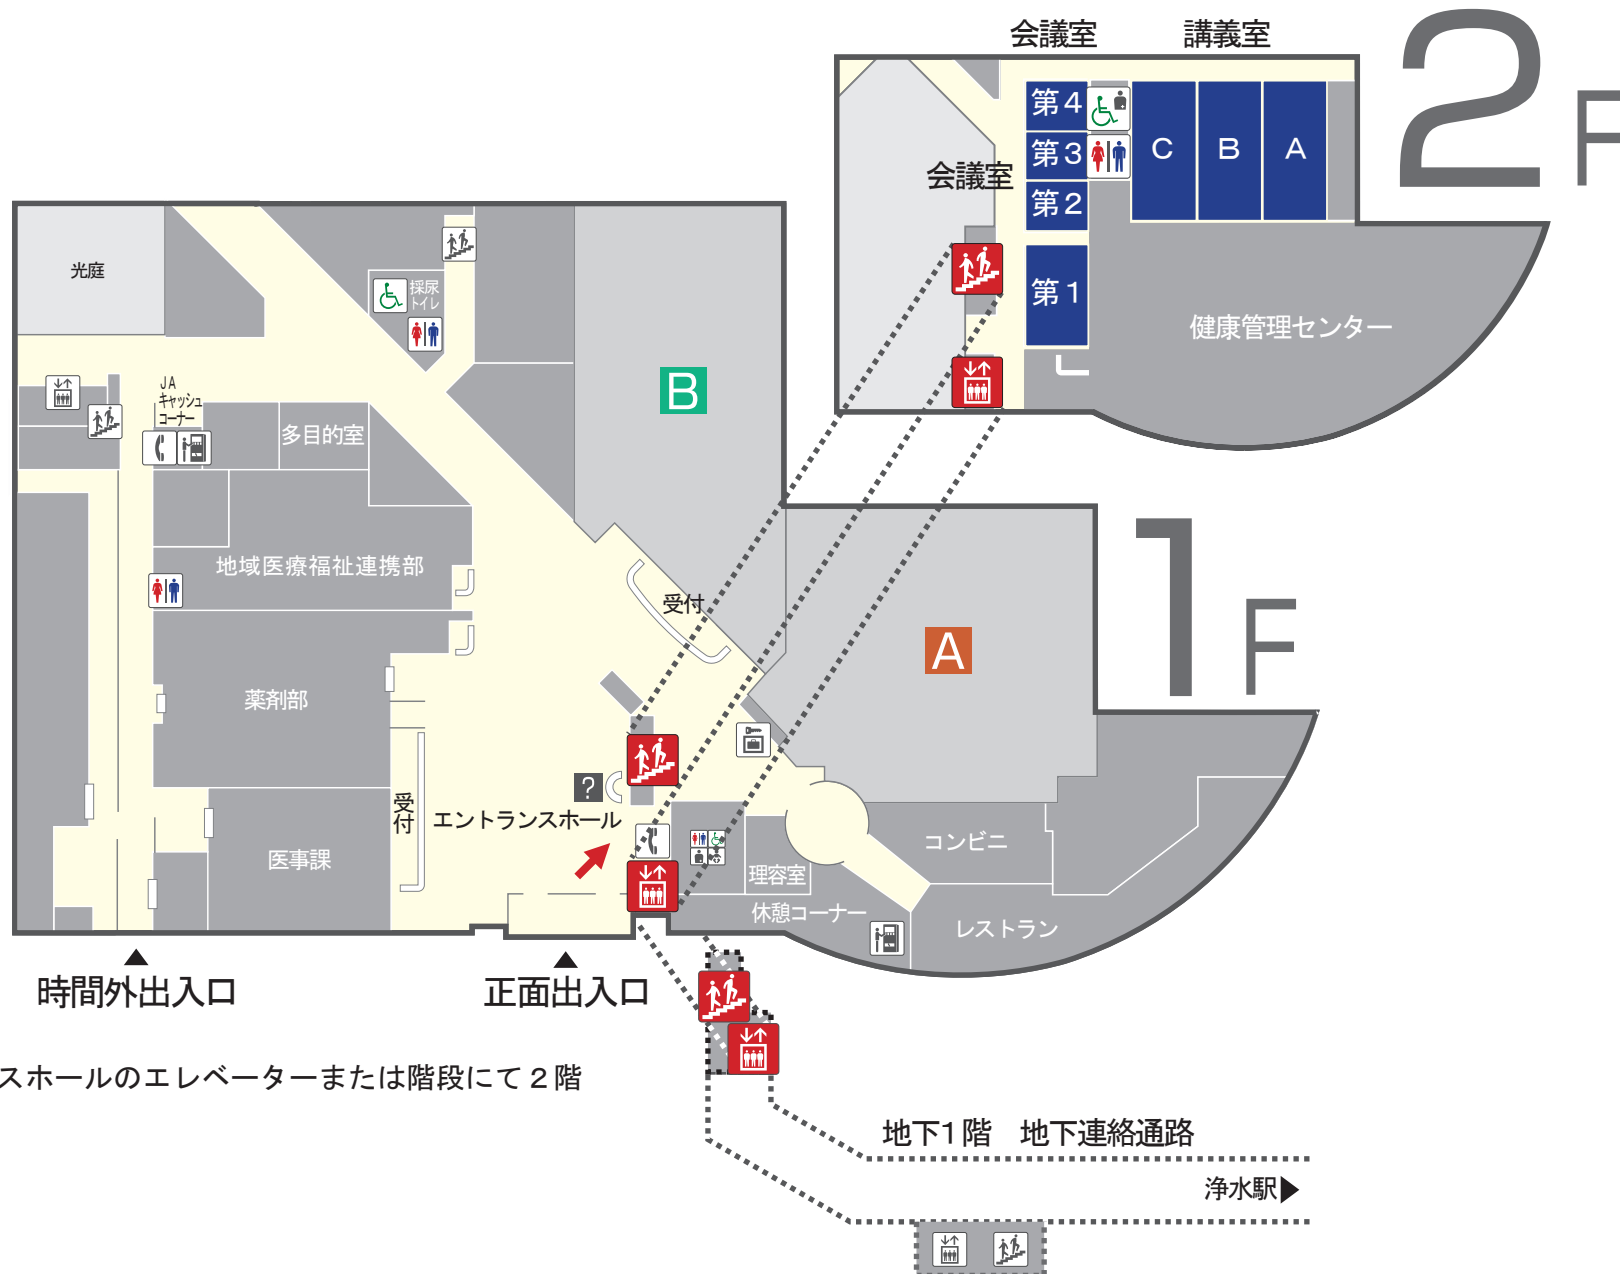 会議室
講義室
2F
第4
第3
会議室
第2
第1
C
B
A
健康管理センター
光庭
採尿
トイレ
JA
キャッシュ
コーナー
多目的室
B
地域医療福祉連携部
受付
A
1F
薬剤部
?
受付
エントランスホール
医事課
理容室
コンビニ
休憩コーナー
レストラン
時間外出入口
正面出入口
スホールのエレベーターまたは階段にて2階
地下1階 地下連絡通路
浄水駅▶